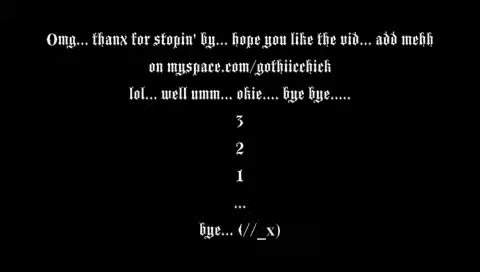 Omg... thanx for stopin' by... hope you like the vid... add mehh
on myspace.com/gothiicchick
lol... well umm... okie.... bye bye.....
3
2
1
...
bye... (//_x)